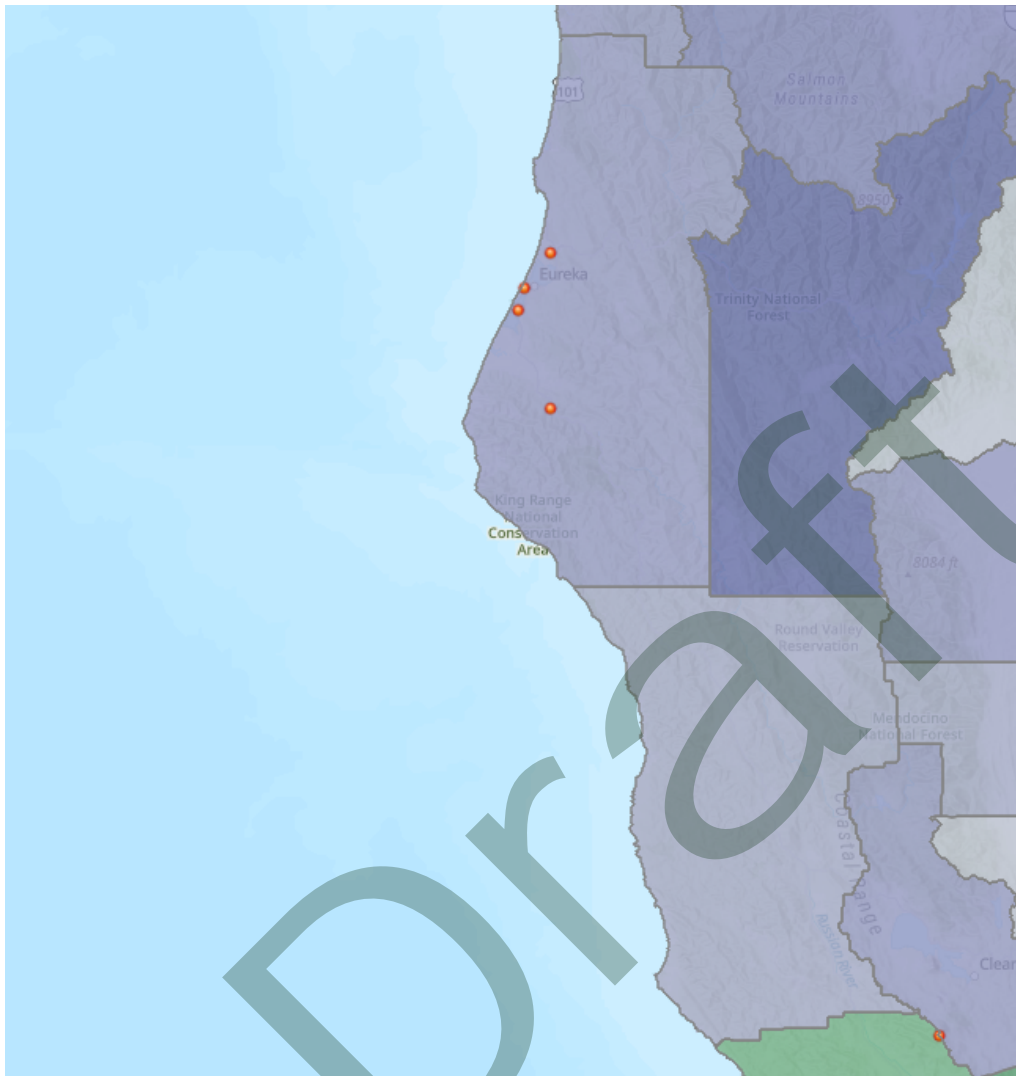 101
Salmon
Mountains
8950 ft
Eureka
Trinity National
Forest
King Range
National
Conservation
Area
8084 ft
Round Valley
Reservation
Mendocino
National Forest
Coastal Range
Russian River
Clear
Draft